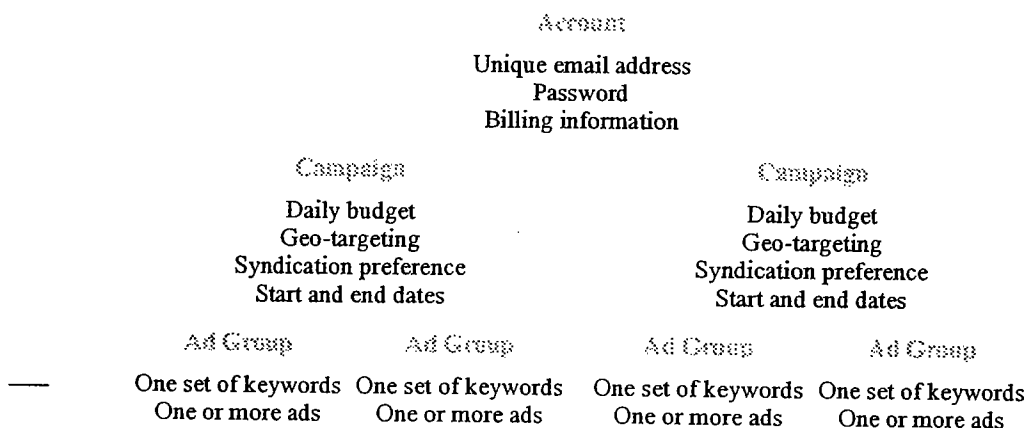 Account
Unique email address
Password
Billing information
Campaign Campaign
Daily budget Daily budget
Geo-targeting Geo-targeting
Syndication preference Syndication preference
Start and end dates Start and end dates
Ad Group Ad Group Ad Group Ad Group
One set of keywords One set of keywords One set of keywords One set of keywords
One or more ads One or more ads One or more ads One or more ads